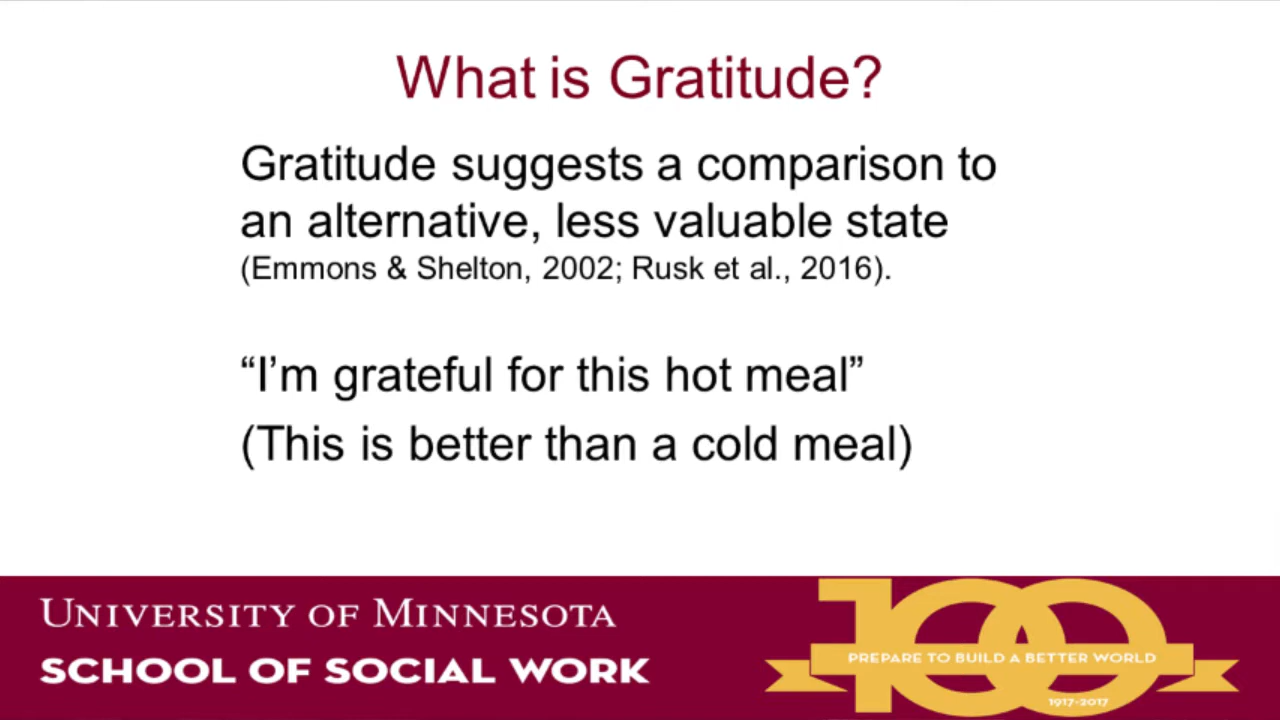 What is Gratitude?
Gratitude suggests a comparison to
an alternative, less valuable state
(Emmons & Shelton, 2002; Rusk et al., 2016).
“I’m grateful for this hot meal”
(This is better than a cold meal)
UNIVERSITY OF MINNESOTA
SCHOOL OF SOCIAL WORK
100
PREPARE TO BUILD A BETTER WORLD
1917-2017